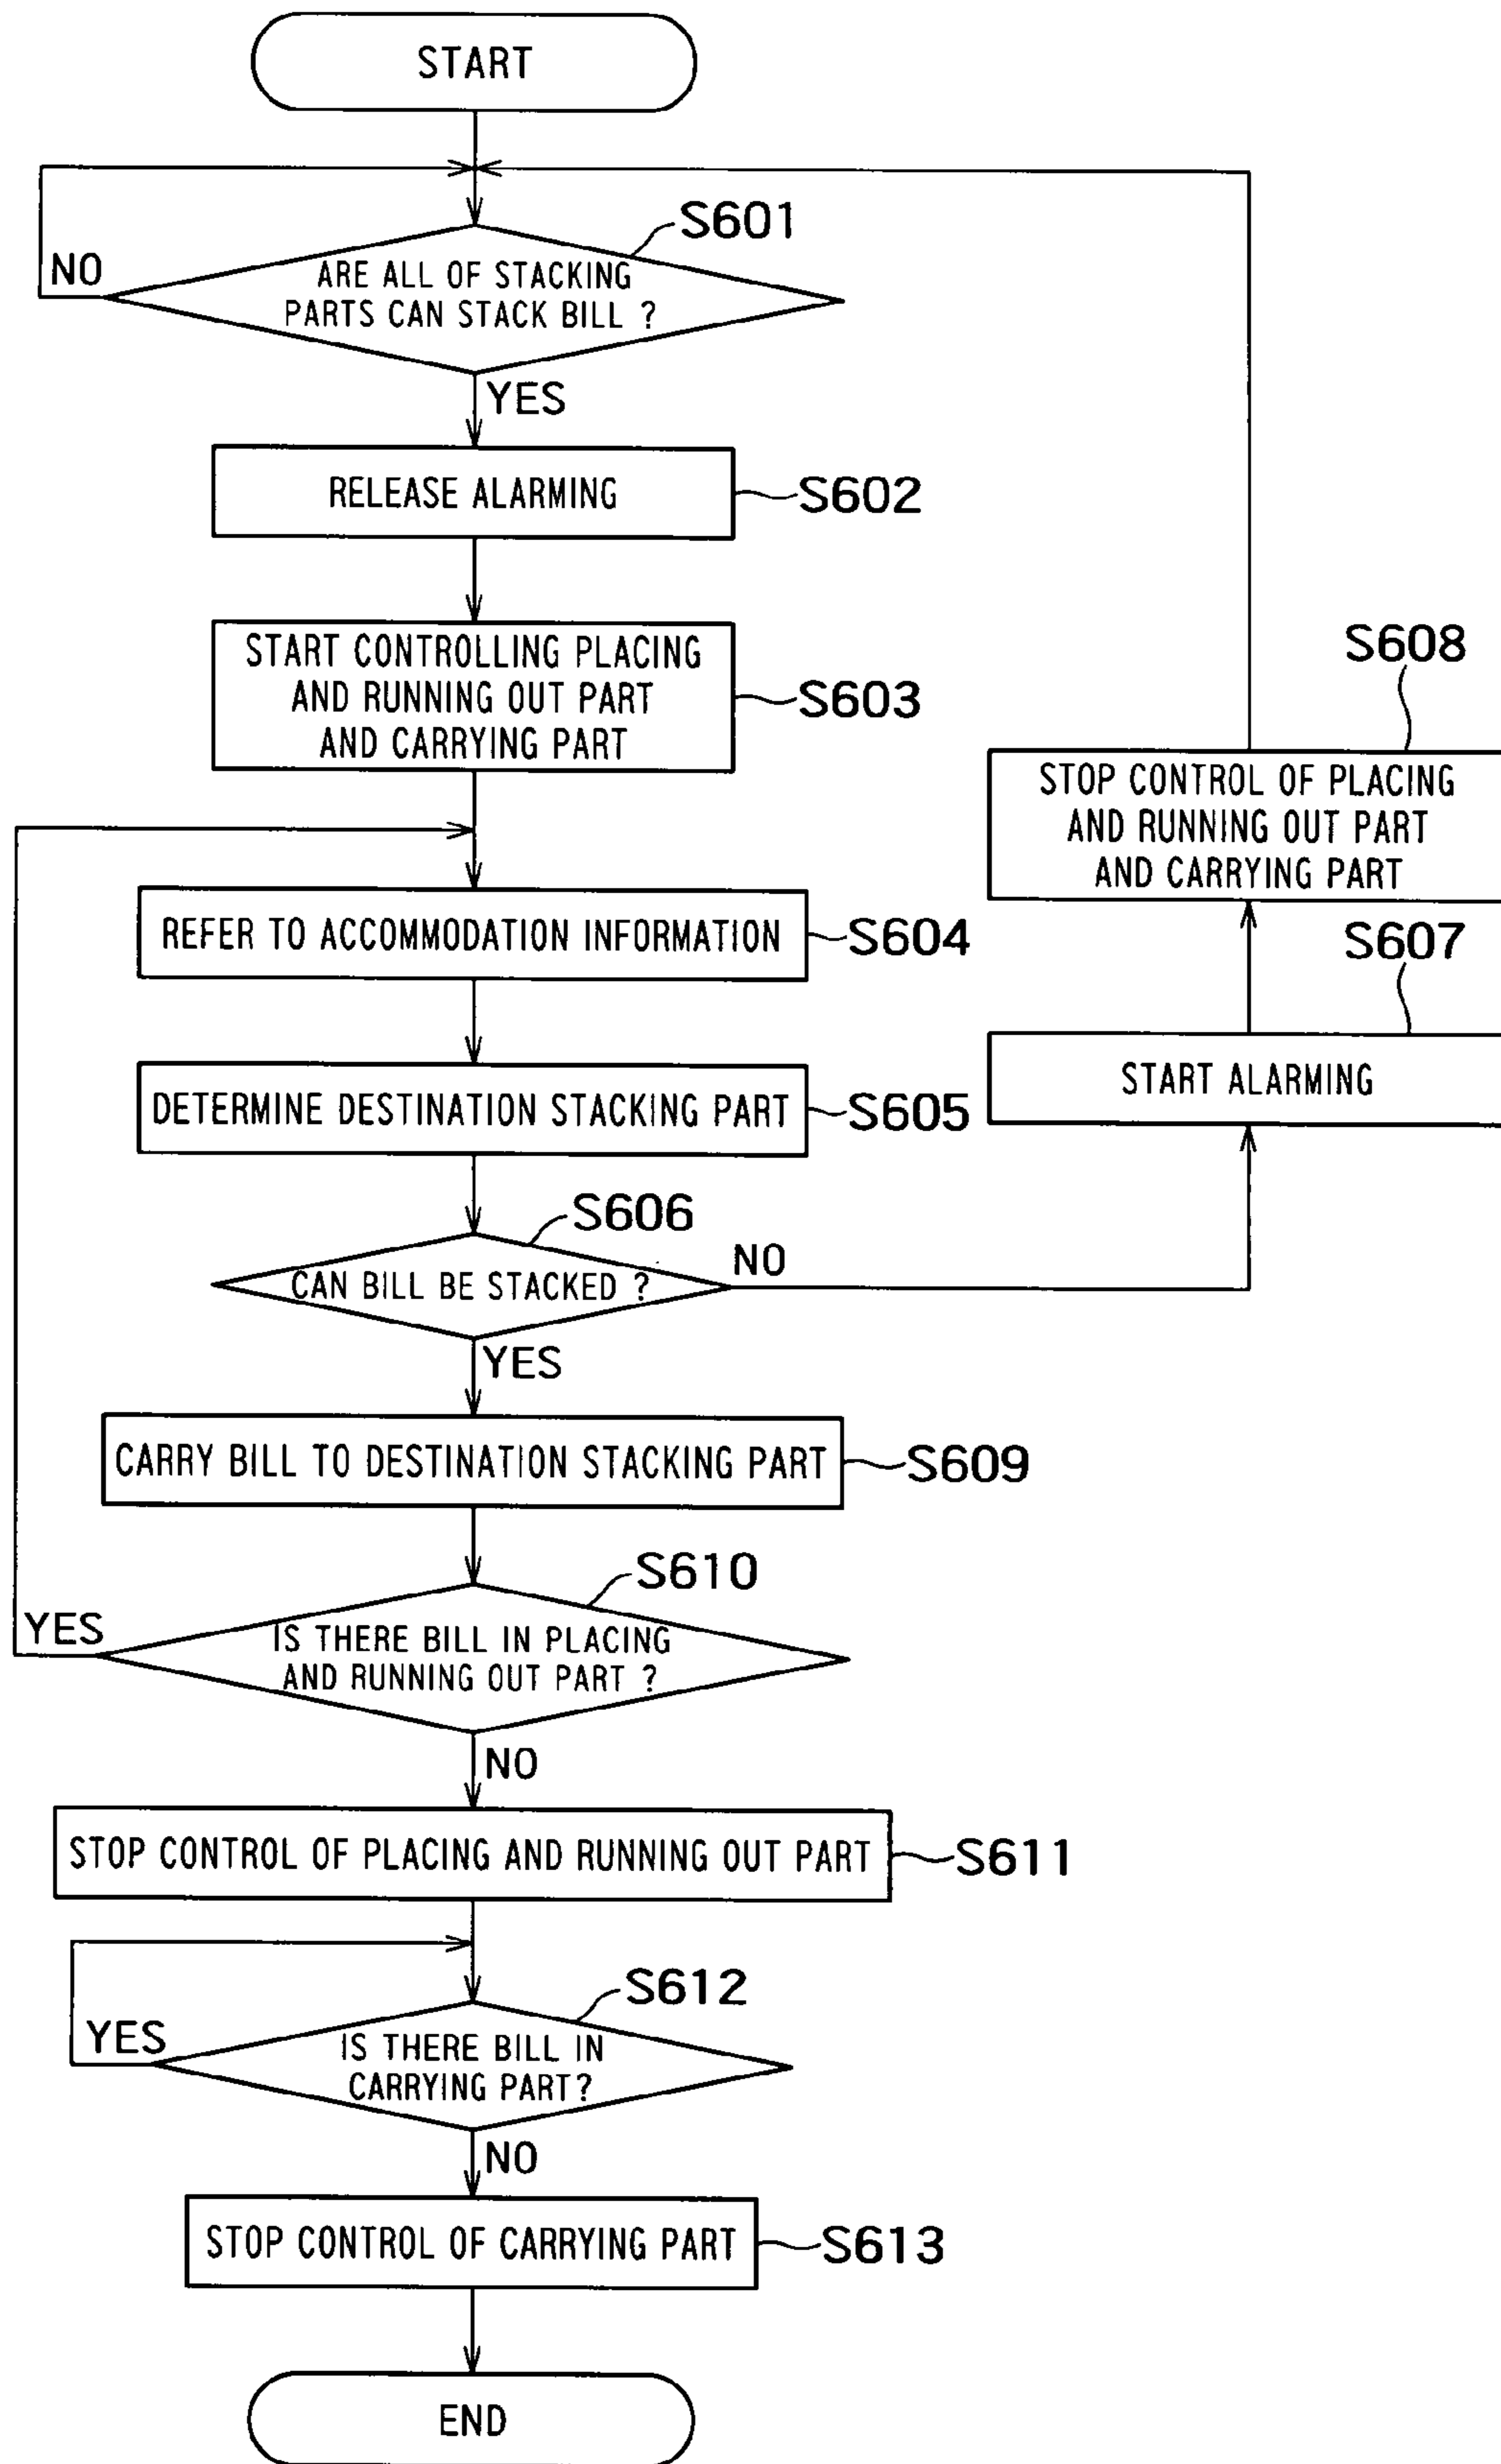 START
S601
NO
ARE ALL OF STACKING
PARTS CAN STACK BILL ?
YES
RELEASE ALARMING
S602
START CONTROLLING PLACING
AND RUNNING OUT PART
AND CARRYING PART
S603
S608
STOP CONTROL OF PLACING
AND RUNNING OUT PART
AND CARRYING PART
REFER TO ACCOMMODATION INFORMATION
S604
S607
START ALARMING
DETERMINE DESTINATION STACKING PART
S605
S606
CAN BILL BE STACKED ?
NO
YES
CARRY BILL TO DESTINATION STACKING PART
S609
S610
YES
IS THERE BILL IN PLACING
AND RUNNING OUT PART ?
NO
STOP CONTROL OF PLACING AND RUNNING OUT PART
S611
S612
YES
IS THERE BILL IN
CARRYING PART?
NO
STOP CONTROL OF CARRYING PART
S613
END